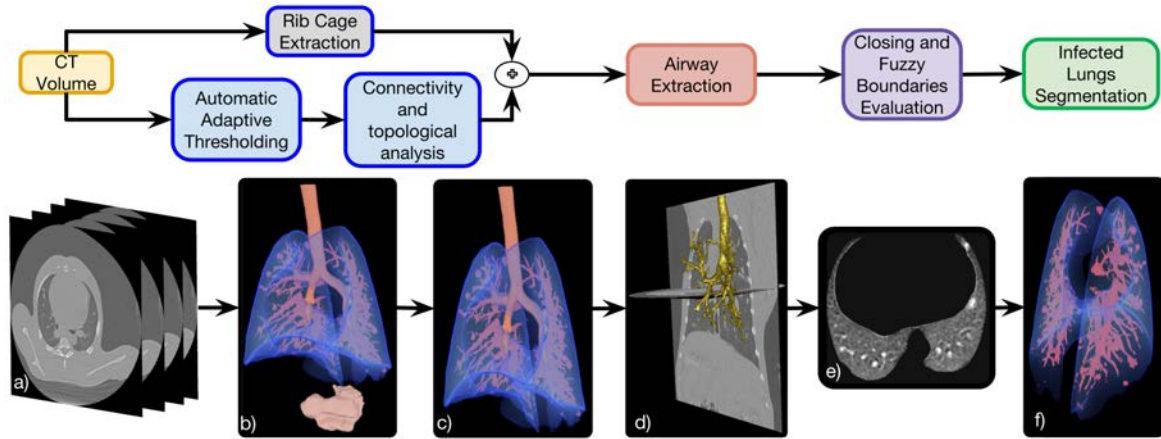 Rib Cage
Extraction
CT
Volume
Automatic
Adaptive
Thresholding
Connectivity
and
topological
analysis
Airway
Extraction
Closing and
Fuzzy
Boundaries
Evaluation
Infected
Lungs
Segmentation
a)
b)
c)
d)
e)
f)